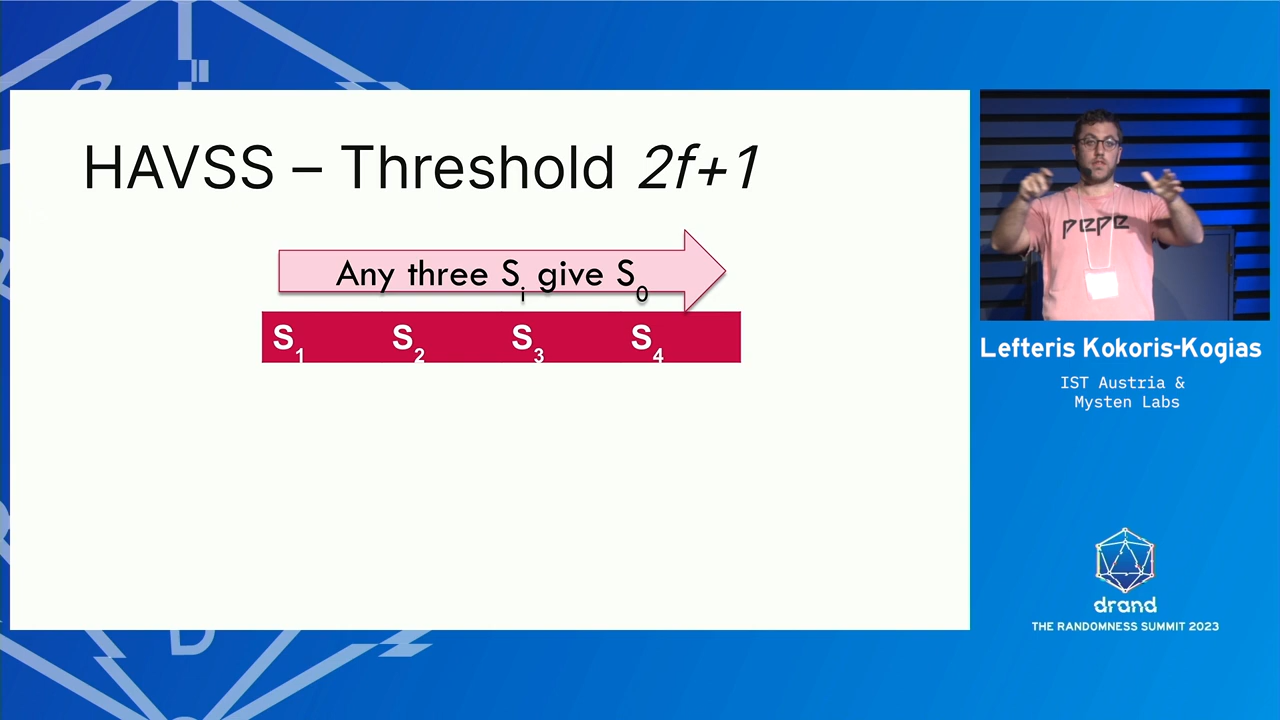 HAVSS – Threshold 2f+1
Any three Si give S0
S1 S2 S3 S4
pepe
Lefteris Kokoris-Kogias
IST Austria &
Mysten Labs
drand
THE RANDOMNESS SUMMIT 2023